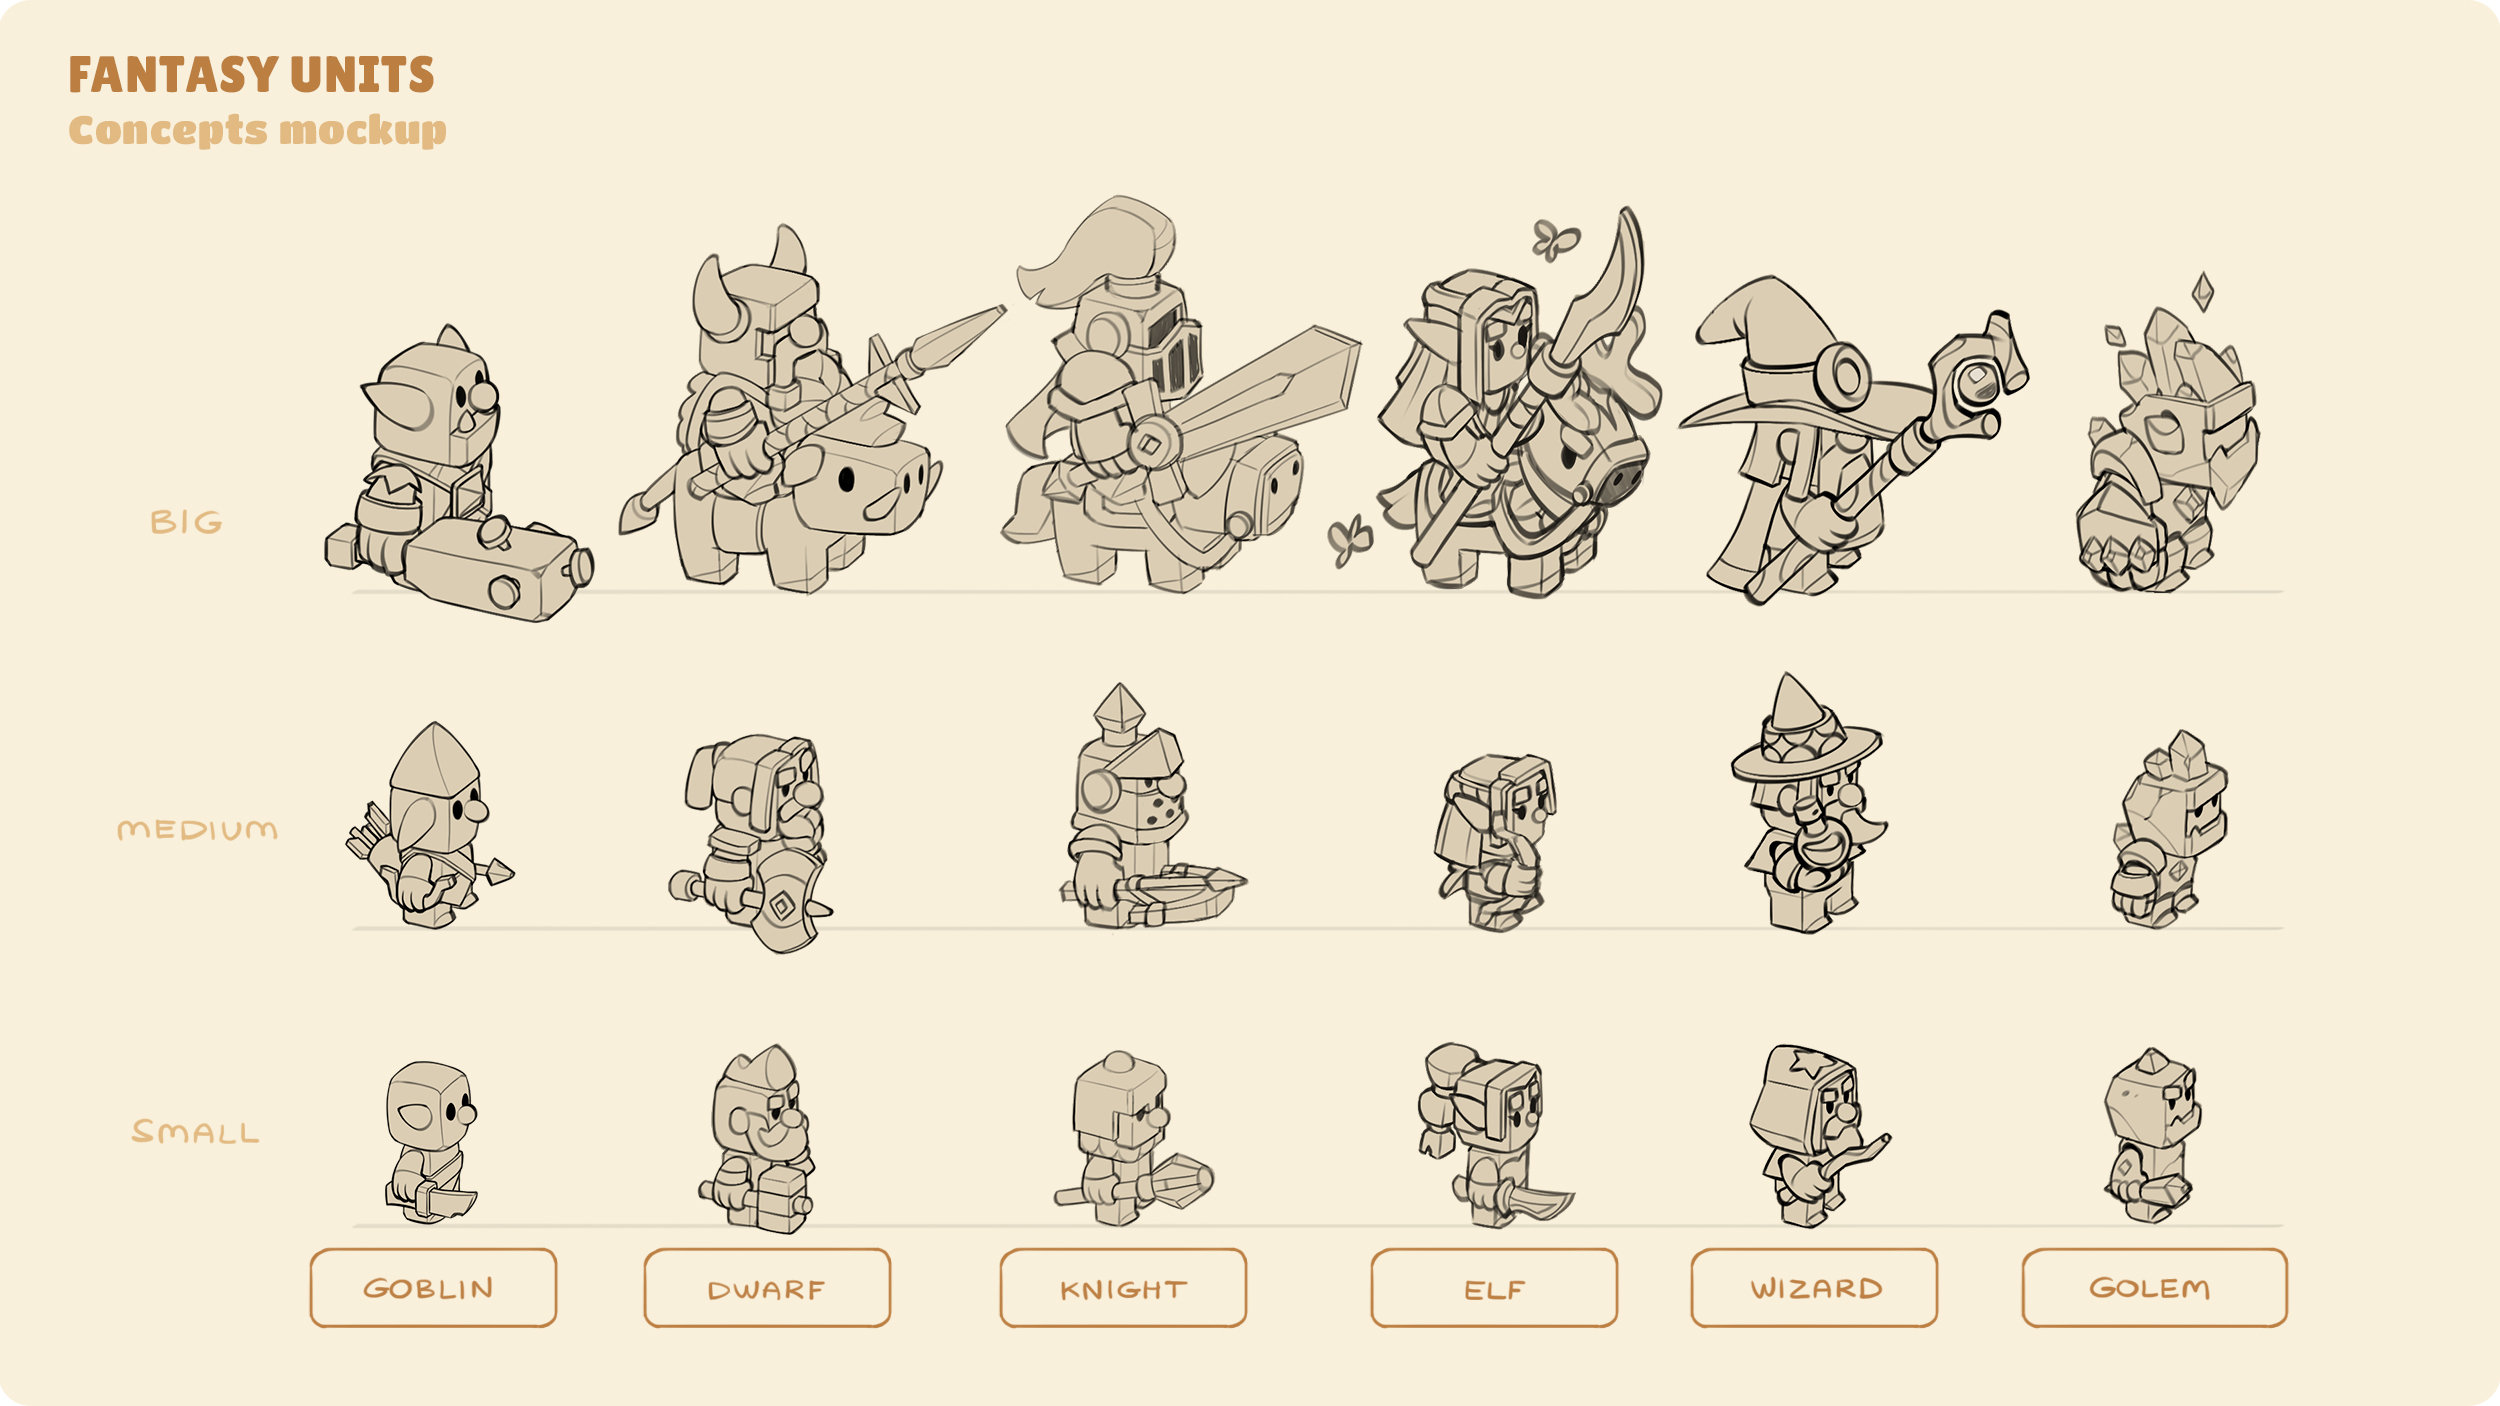 FANTASY UNITS
Concepts mockup
BIG
MEDIUM
SMALL
GOBLIN
DWARF
KNIGHT
ELF
WIZARD
GOLEM